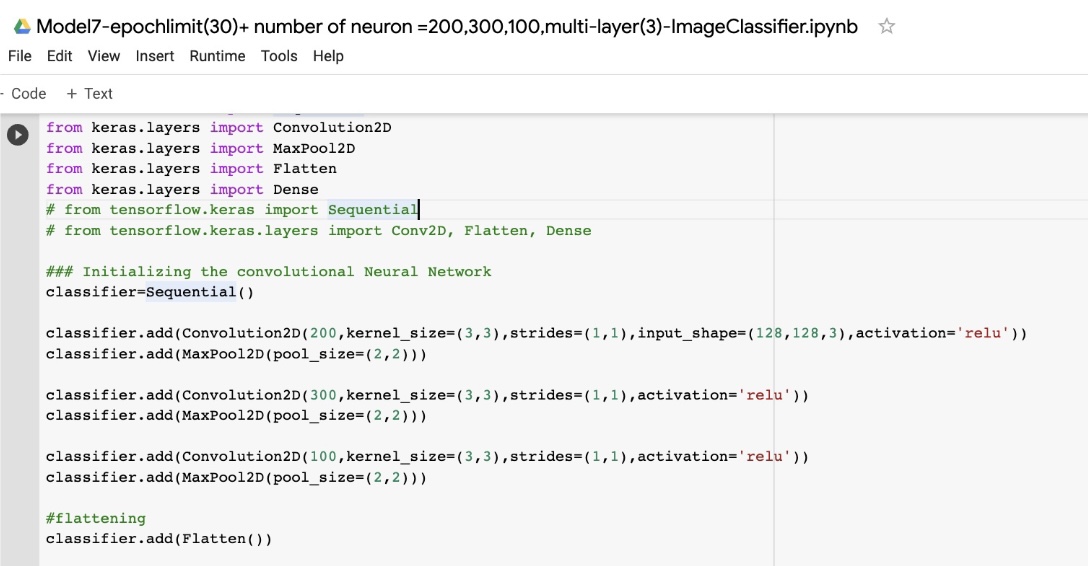 Model7-epochlimit(30)+ number of neuron =200,300,100,multi-layer(3)-ImageClassifier.ipynb
File Edit View Insert Runtime Tools Help
Code + Text
from keras.layers import Convolution2D
from keras.layers import MaxPool2D
from keras.layers import Flatten
from keras.layers import Dense
# from tensorflow.keras import Sequential
# from tensorflow.keras.layers import Conv2D, Flatten, Dense
### Initializing the convolutional Neural Network
classifier=Sequential()
classifier.add(Convolution2D(200,kernel_size=(3,3),strides=(1,1),input_shape=(128,128,3),activation='relu'))
classifier.add(MaxPool2D(pool_size=(2,2)))
classifier.add(Convolution2D(300,kernel_size=(3,3),strides=(1,1),activation='relu'))
classifier.add(MaxPool2D(pool_size=(2,2)))
classifier.add(Convolution2D(100,kernel_size=(3,3),strides=(1,1),activation='relu'))
classifier.add(MaxPool2D(pool_size=(2,2)))
#flattening
classifier.add(Flatten())